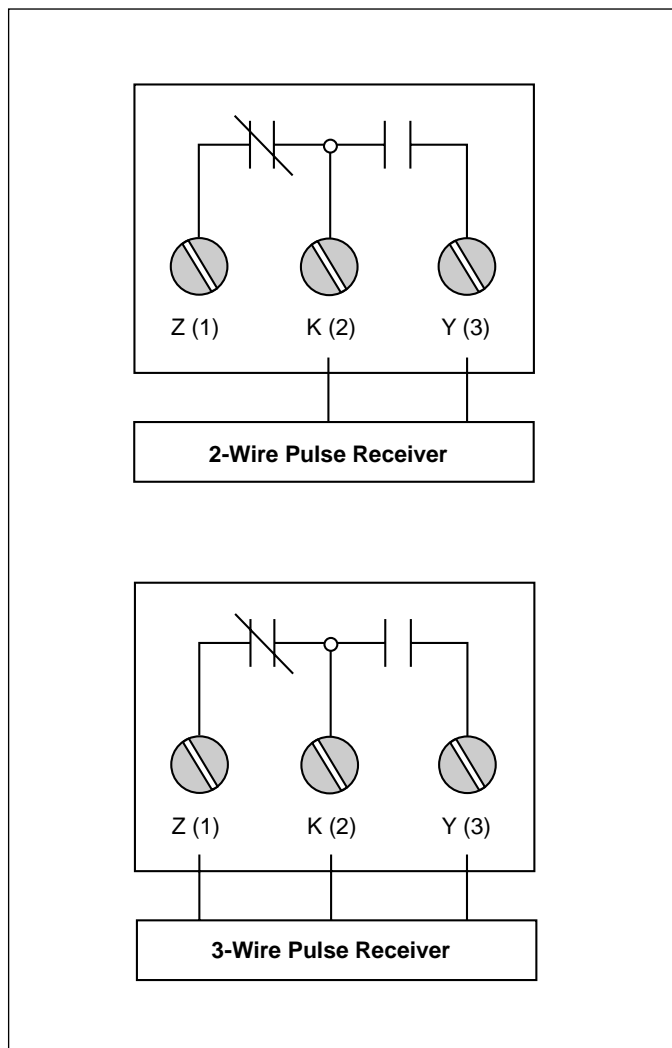 Z (1) K (2) Y (3)
2-Wire Pulse Receiver
Z (1) K (2) Y (3)
3-Wire Pulse Receiver